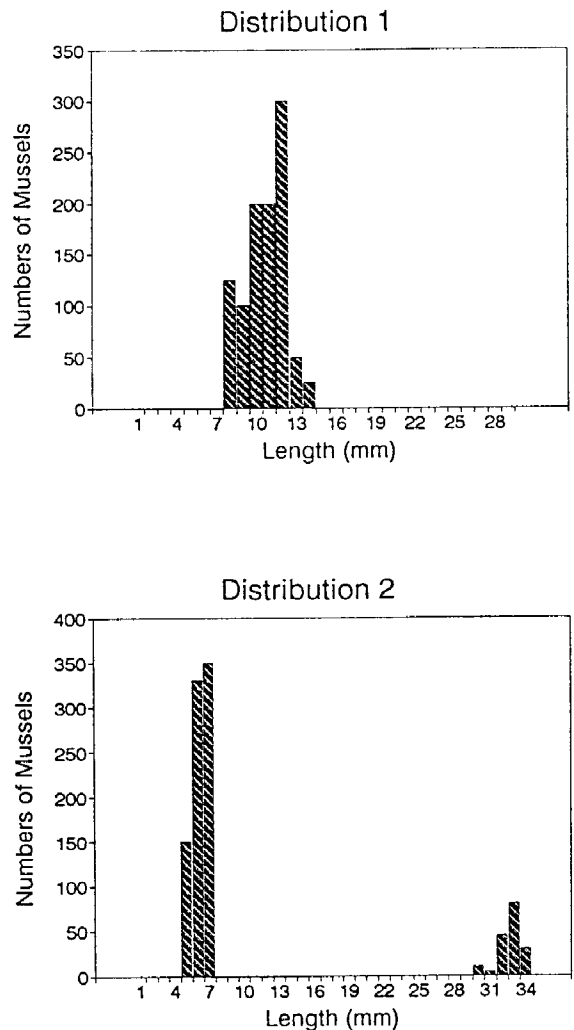 Distribution 1
350
300
250
200
150
100
50
0
Numbers of Mussels
1 4 7 10 13 16 19 22 25 28
Length (mm)
Distribution 2
400
350
300
250
200
150
100
50
0
Numbers of Mussels
1 4 7 10 13 16 19 22 25 28 31 34
Length (mm)